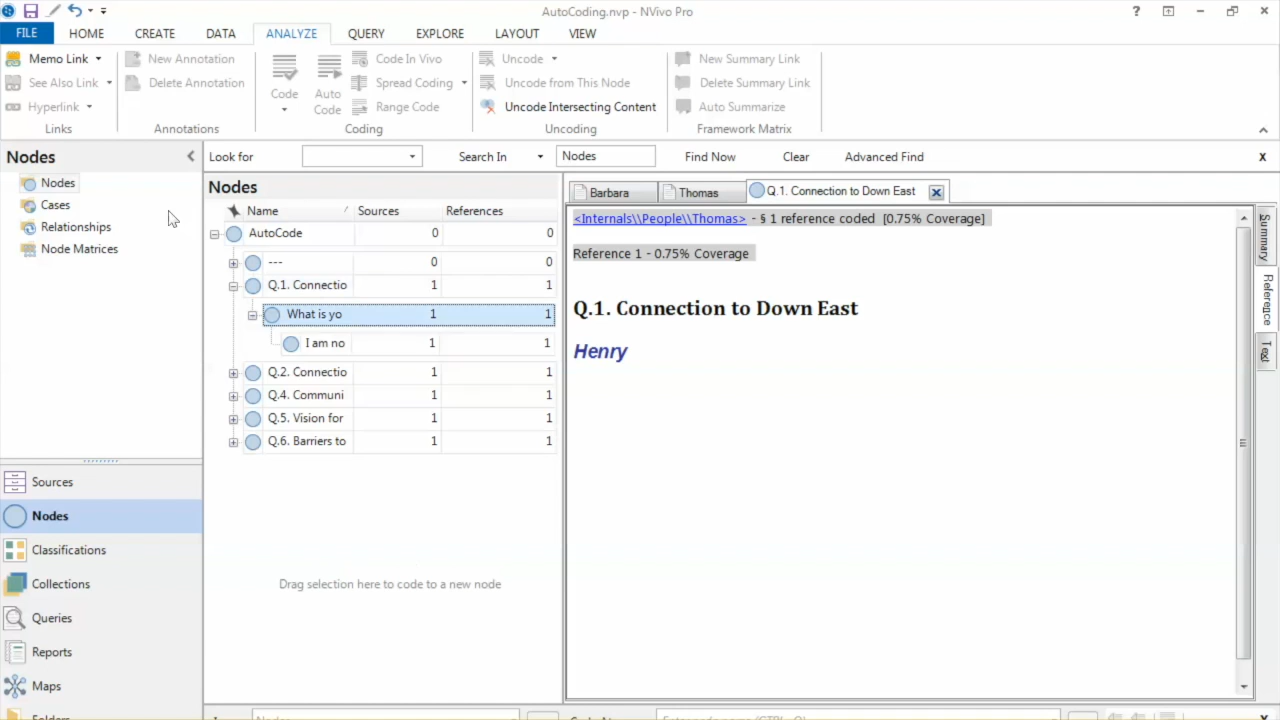 AutoCoding.nvp - NVivo Pro
?
FILE HOME CREATE DATA ANALYZE QUERY EXPLORE LAYOUT VIEW
Memo Link New Annotation Code In Vivo Uncode New Summary Link
See Also Link Delete Annotation Code Auto Code Spread Coding Uncode from This Node Delete Summary Link
Hyperlink Range Code Uncode Intersecting Content Auto Summarize
Links Annotations Coding Uncoding Framework Matrix
Nodes
Look for Search In Nodes Find Now Clear Advanced Find x
Nodes
Cases
Relationships
Node Matrices
Sources
Nodes
Classifications
Collections
Queries
Reports
Maps
Nodes
Name Sources References
AutoCode 0 0
--- 0 0
Q.1. Connectio 1 1
What is yo 1 1
I am no 1 1
Q.2. Connectio 1 1
Q.4. Communi 1 1
Q.5. Vision for 1 1
Q.6. Barriers to 1 1
Drag selection here to code to a new node
Barbara Thomas Q.1. Connection to Down East
<Internals\\People\\Thomas> - § 1 reference coded [0.75% Coverage]
Reference 1 - 0.75% Coverage
Q.1. Connection to Down East
Henry
Summary
Reference
Text